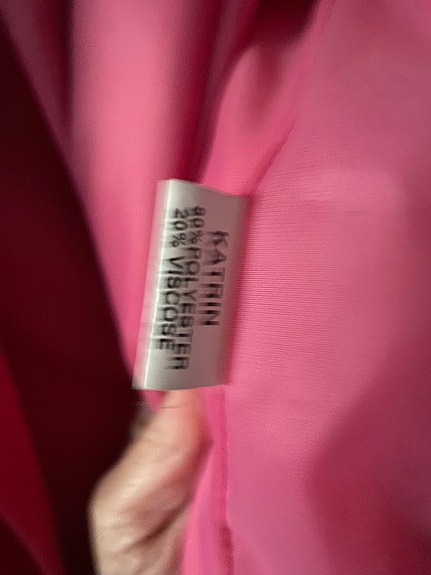 KATRIN
80% POLYESTER
20% VISCOSE